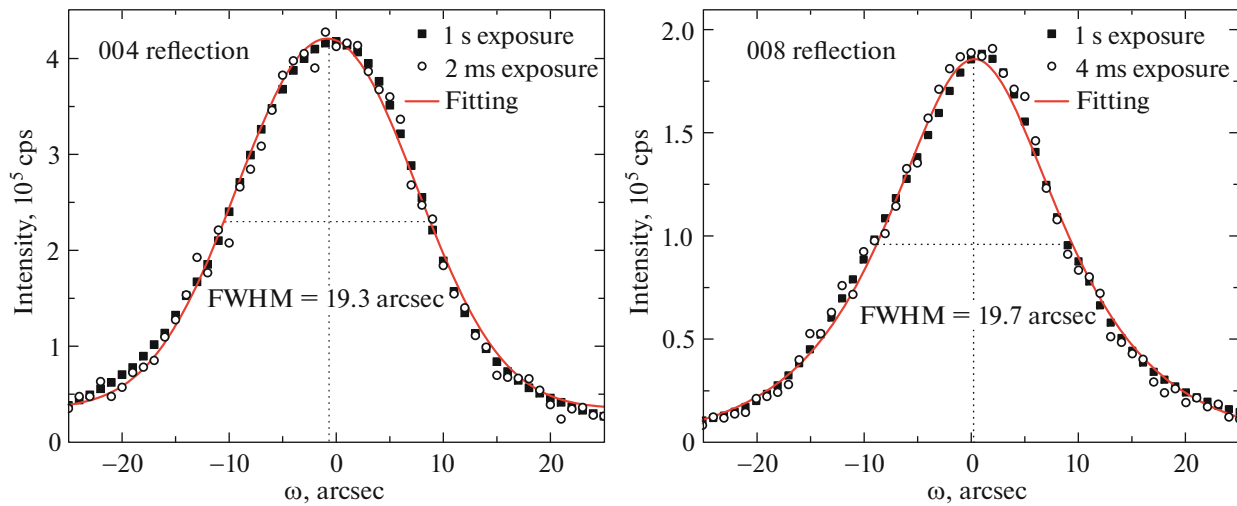 004 reflection
1 s exposure
2 ms exposure
Fitting
FWHM = 19.3 arcsec
Intensity, 10⁵ cps
4
3
2
1
0
−20
−10
0
10
20
ω, arcsec
008 reflection
1 s exposure
4 ms exposure
Fitting
FWHM = 19.7 arcsec
Intensity, 10⁵ cps
2.0
1.5
1.0
0.5
0
−20
−10
0
10
20
ω, arcsec